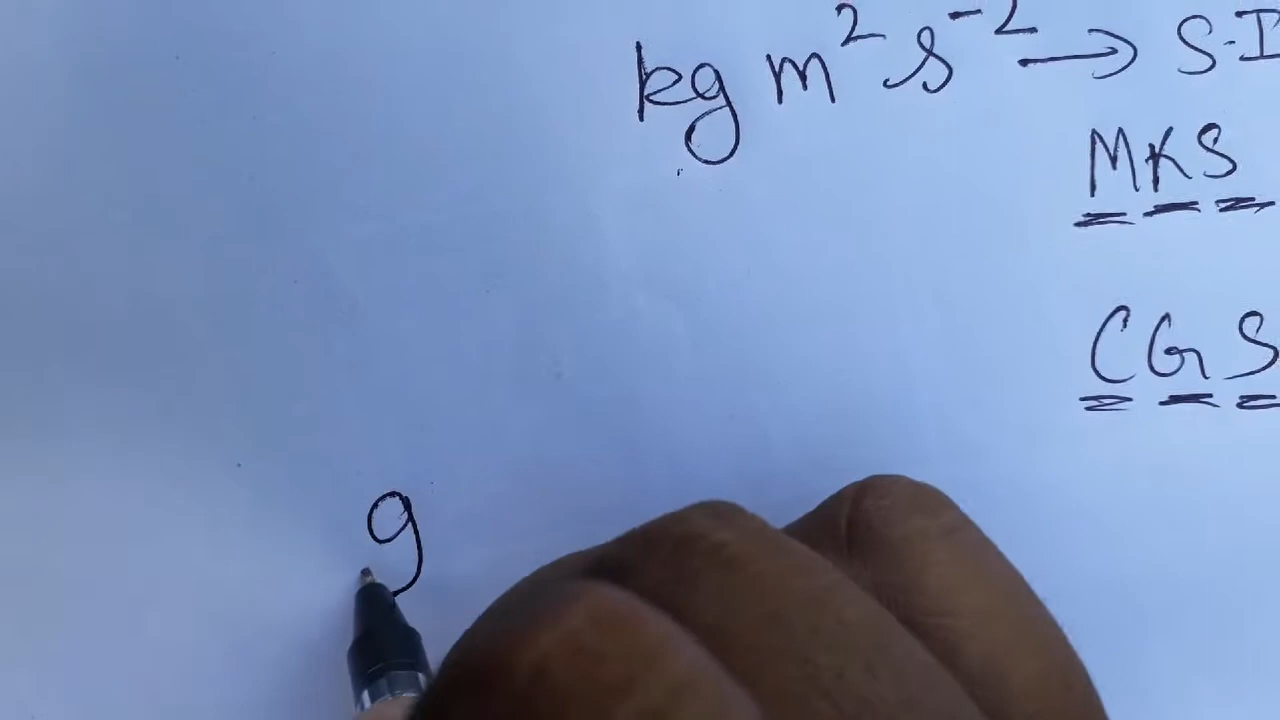 kg m² s⁻² → S.I
MKS
CGS
g